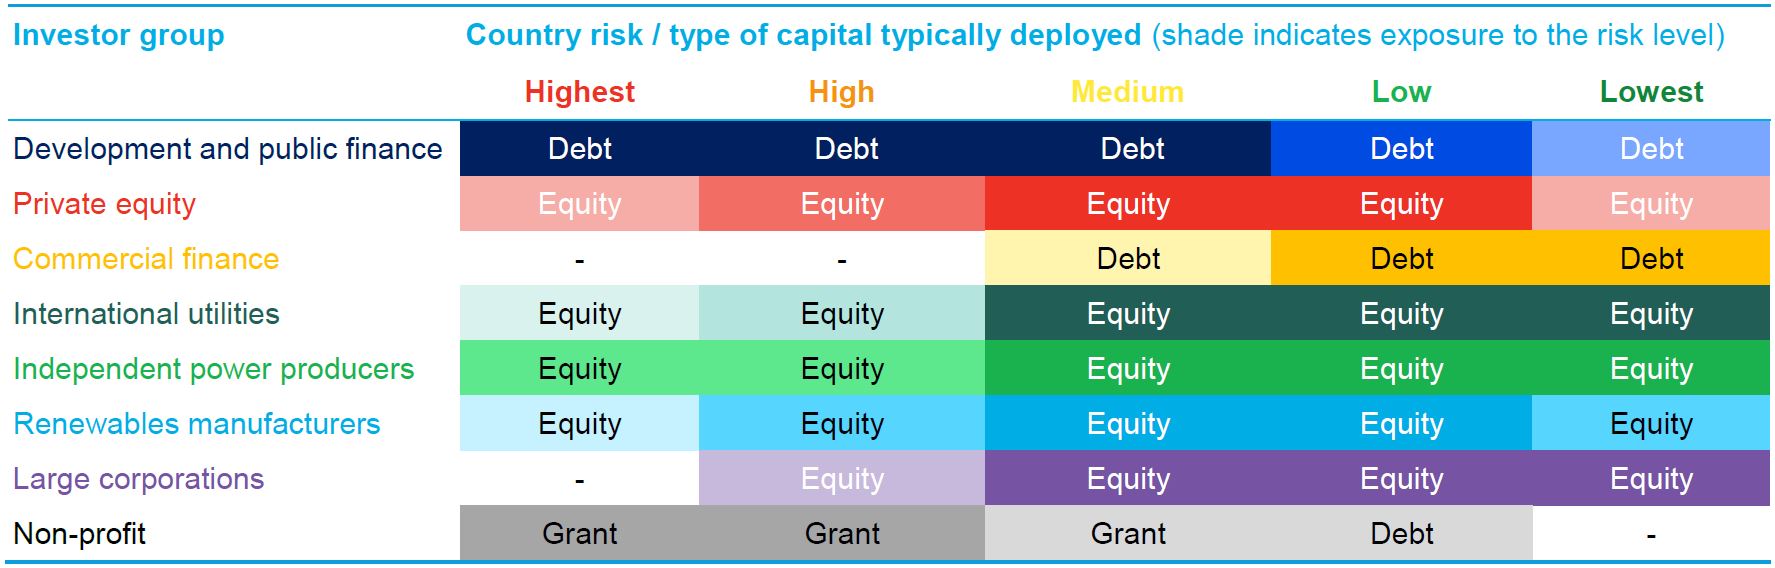 Investor group Country risk / type of capital typically deployed (shade indicates exposure to the risk level)
Highest High Medium Low Lowest
Development and public finance Debt Debt Debt Debt Debt
Private equity Equity Equity Equity Equity Equity
Commercial finance - - Debt Debt Debt
International utilities Equity Equity Equity Equity Equity
Independent power producers Equity Equity Equity Equity Equity
Renewables manufacturers Equity Equity Equity Equity Equity
Large corporations - Equity Equity Equity Equity
Non-profit Grant Grant Grant Debt -